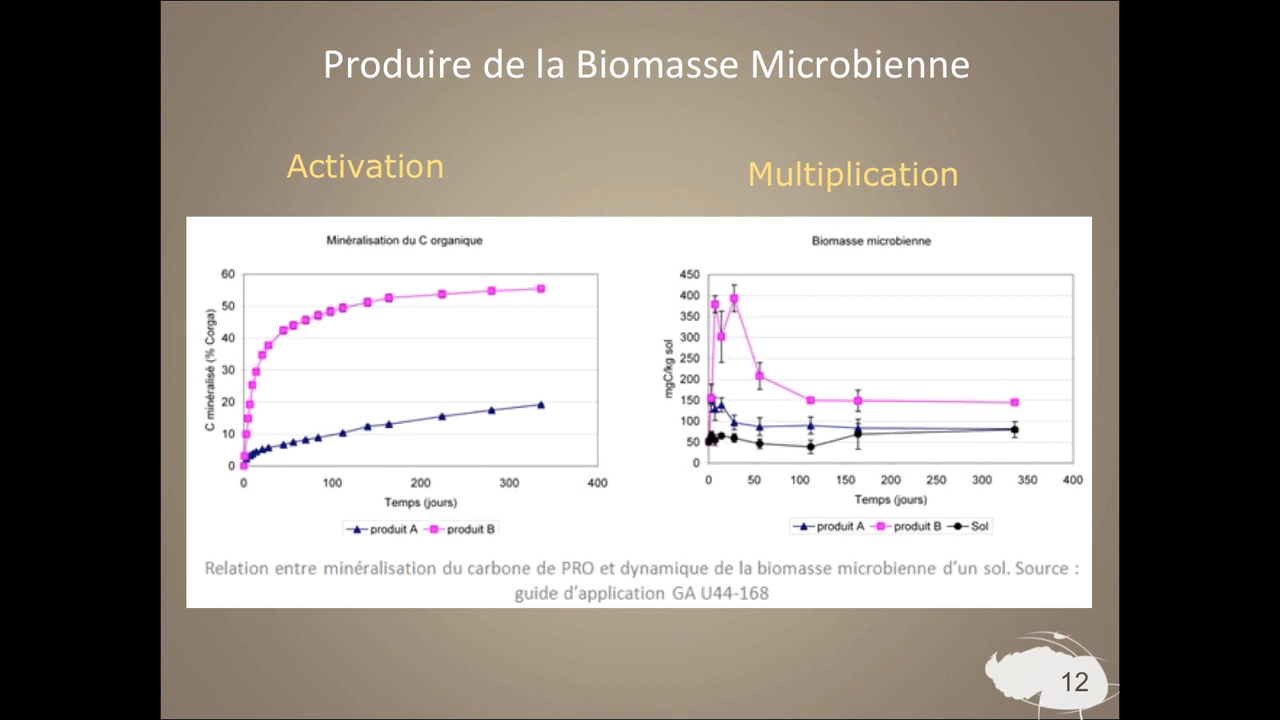 Produire de la Biomasse Microbienne
Activation
Multiplication
Minéralisation du C organique
C minéralisé (% Corga)
60
50
40
30
20
10
0
0 100 200 300 400
Temps (jours)
produit A produit B
Biomasse microbienne
mgC/kg sol
450
400
350
300
250
200
150
100
50
0
0 50 100 150 200 250 300 350 400
Temps (jours)
produit A produit B Sol
Relation entre minéralisation du carbone de PRO et dynamique de la biomasse microbienne d'un sol. Source :
guide d'application GA U44-168
12